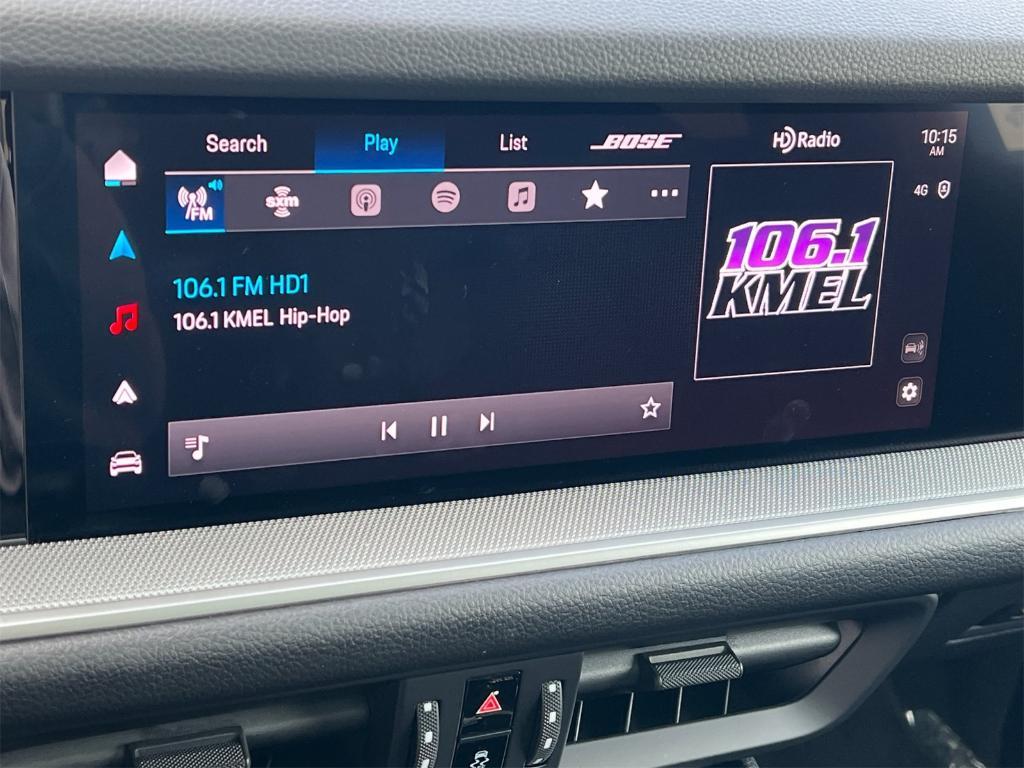 Search Play List BOSE HD Radio 10:15
AM
FM sxm
4G
106.1 FM HD1
106.1 KMEL Hip-Hop
106.1
KMEL